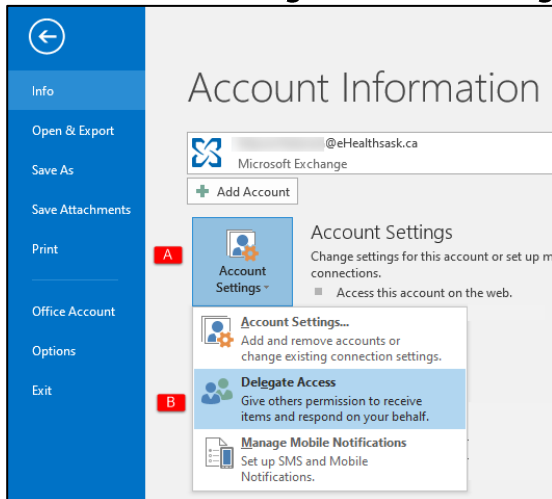 Info
Open & Export
Save As
Save Attachments
Print
Office Account
Options
Exit
Account Information
@eHealthsask.ca
Microsoft Exchange
Add Account
A
Account
Settings
Account Settings
Change settings for this account or set up m
connections.
Access this account on the web.
Account Settings...
Add and remove accounts or
change existing connection settings.
B
Delegate Access
Give others permission to receive
items and respond on your behalf.
Manage Mobile Notifications
Set up SMS and Mobile
Notifications.